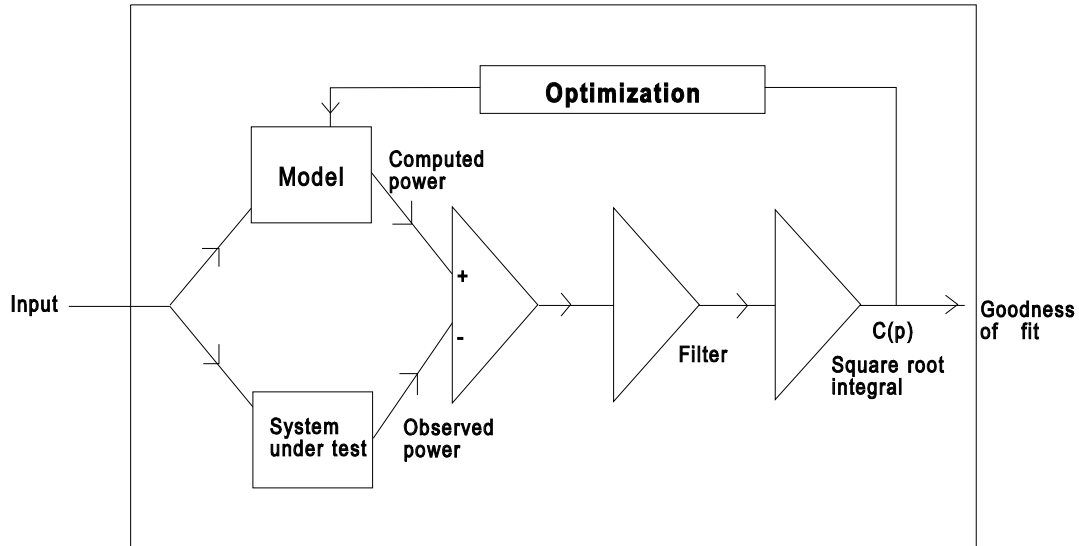 Optimization
Model
Computed
power
+
Input
-
Filter
C(p)
Square root
integral
Goodness
of fit
System
under test
Observed
power